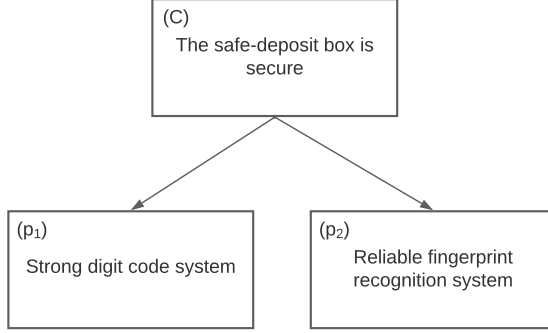 (C)
The safe-deposit box is
secure
(p₁)
Strong digit code system
(p₂)
Reliable fingerprint
recognition system